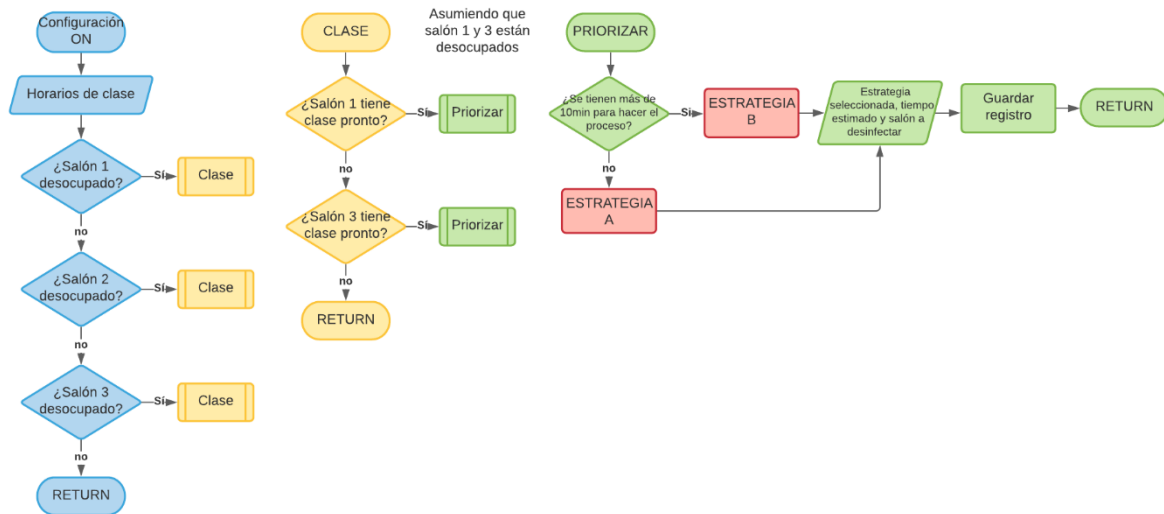 Configuración
ON
Horarios de clase
¿Salón 1
desocupado?
Sí
Clase
no
¿Salón 2
desocupado?
Sí
Clase
no
¿Salón 3
desocupado?
Sí
Clase
no
RETURN
CLASE
Asumiendo que
salón 1 y 3 están
desocupados
¿Salón 1 tiene
clase pronto?
Sí
Priorizar
no
¿Salón 3 tiene
clase pronto?
Sí
Priorizar
no
RETURN
PRIORIZAR
¿Se tienen más de
10min para hacer el
proceso?
Si
ESTRATEGIA
B
no
ESTRATEGIA
A
Estrategia
seleccionada, tiempo
estimado y salón a
desinfectar
Guardar
registro
RETURN